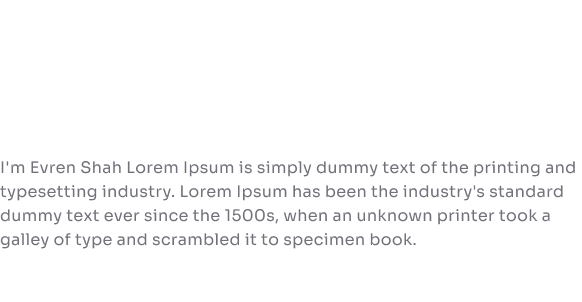 I'm Evren Shah Lorem Ipsum is simply dummy text of the printing and
typesetting industry. Lorem Ipsum has been the industry's standard
dummy text ever since the 1500s, when an unknown printer took a
galley of type and scrambled it to specimen book.